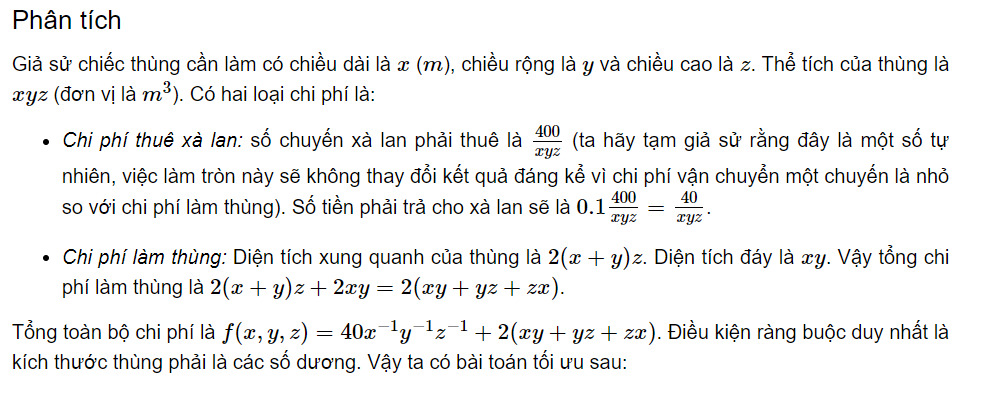 Phân tích
Giả sử chiếc thùng cần làm có chiều dài là x (m), chiều rộng là y và chiều cao là z. Thể tích của thùng là
xyz (đơn vị là m³). Có hai loại chi phí là:
• Chi phí thuê xà lan: số chuyến xà lan phải thuê là 400/xyz (ta hãy tạm giả sử rằng đây là một số tự
nhiên, việc làm tròn này sẽ không thay đổi kết quả đáng kể vì chi phí vận chuyển một chuyến là nhỏ
so với chi phí làm thùng). Số tiền phải trả cho xà lan sẽ là 0.1 400/xyz = 40/xyz.
• Chi phí làm thùng: Diện tích xung quanh của thùng là 2(x + y)z. Diện tích đáy là xy. Vậy tổng chi
phí làm thùng là 2(x + y)z + 2xy = 2(xy + yz + zx).
Tổng toàn bộ chi phí là f(x, y, z) = 40x⁻¹y⁻¹z⁻¹ + 2(xy + yz + zx). Điều kiện ràng buộc duy nhất là
kích thước thùng phải là các số dương. Vậy ta có bài toán tối ưu sau: